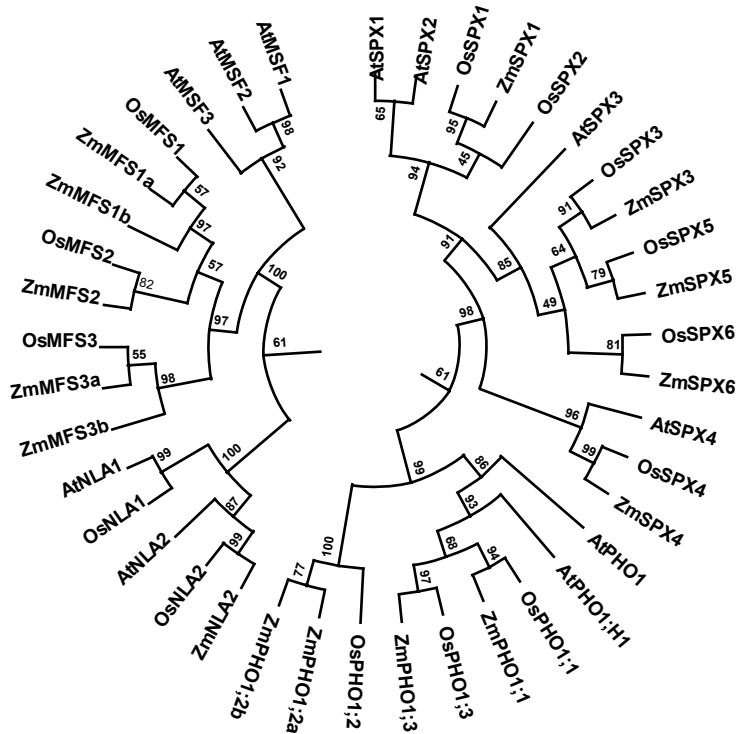 AtSPX1
AtSPX2
OsSPX1
ZmSPX1
OsSPX2
AtSPX3
OsSPX3
ZmSPX3
OsSPX5
ZmSPX5
OsSPX6
ZmSPX6
AtSPX4
OsSPX4
ZmSPX4
AtPHO1
AtPHO1;H1
OsPHO1;1
ZmPHO1;1
OsPHO1;3
ZmPHO1;3
OsPHO1;2
ZmPHO1;2a
ZmPHO1;2b
ZmNLA2
OsNLA2
AtNLA2
OsNLA1
AtNLA1
ZmMFS3b
ZmMFS3a
OsMFS3
ZmMFS2
OsMFS2
ZmMFS1b
ZmMFS1a
OsMFS1
AtMSF3
AtMSF2
AtMSF1
65
95
45
94
91
91
64
79
85
49
81
98
96
99
61
99
86
93
68
94
97
100
77
99
87
99
100
98
55
61
97
82
57
97
57
100
92
98